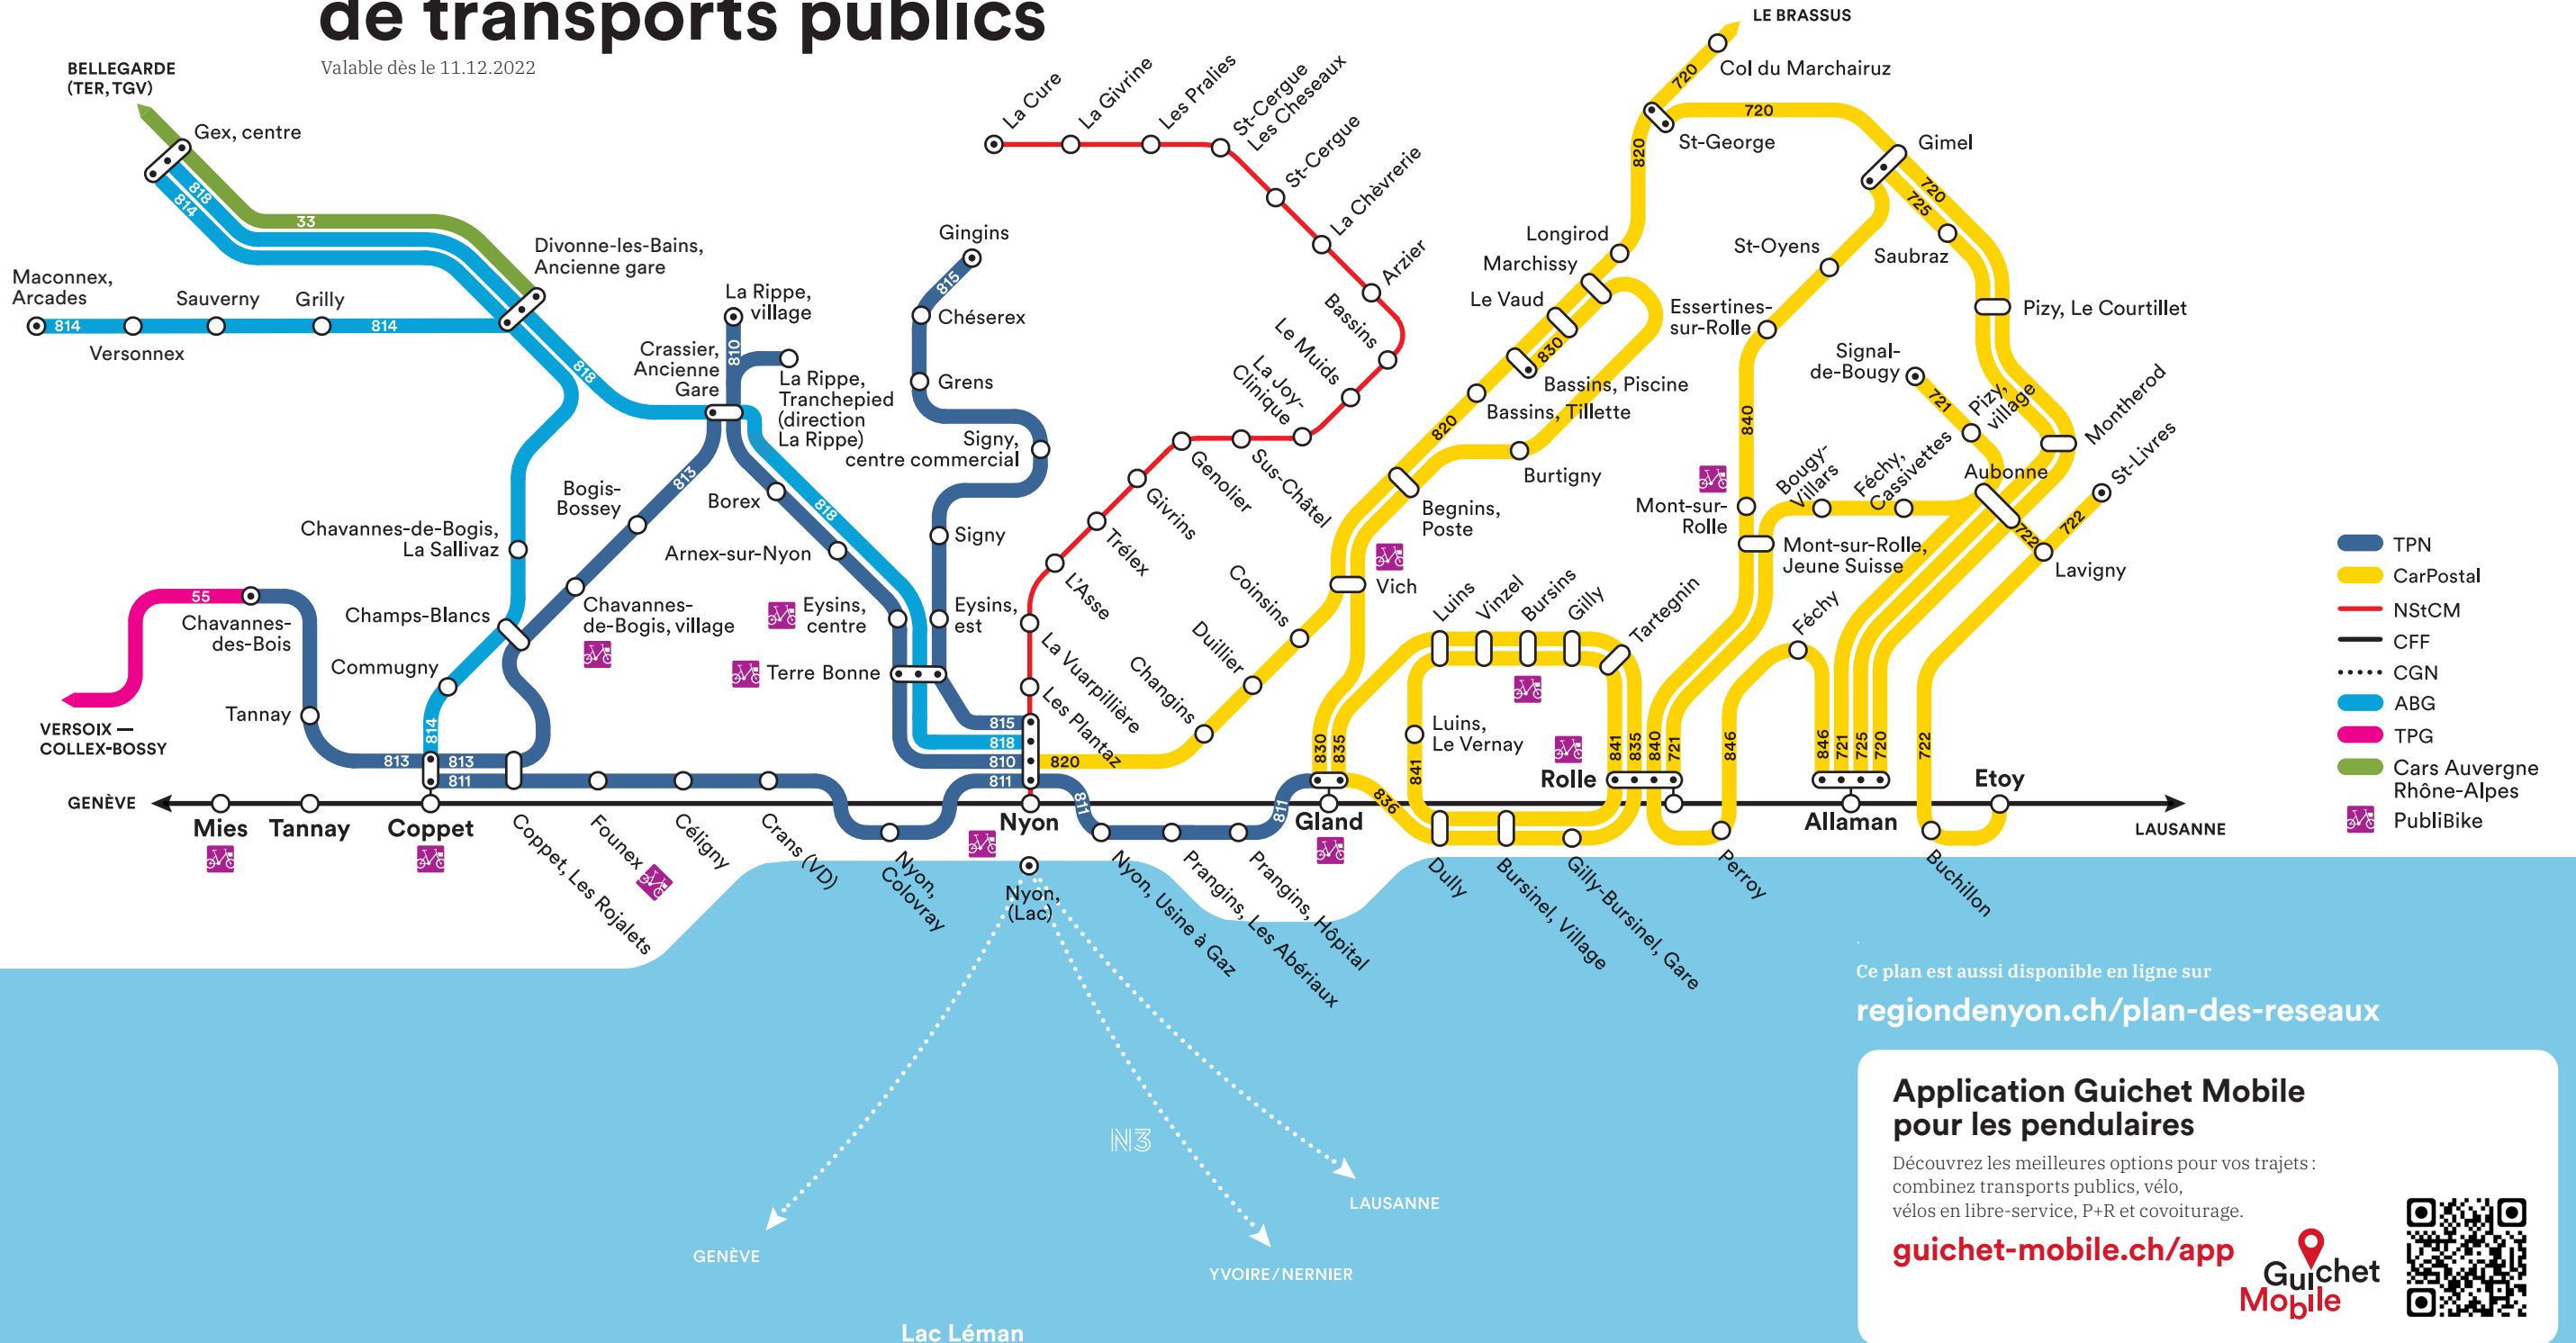 de transports publics
Valable dès le 11.12.2022
BELLEGARDE
(TER, TGV)
Gex, centre
818
814
33
Divonne-les-Bains,
Ancienne gare
Maconnex,
Arcades
814
Versonnex
Sauverny
Grilly
814
818
La Rippe,
village
810
Crassier,
Ancienne
Gare
La Rippe,
Tranchepied
(direction
La Rippe)
813
Bogis-
Bossey
Borex
818
Arnex-sur-Nyon
Chavannes-de-Bogis,
La Sallivaz
Champs-Blancs
Chavannes-
de-Bogis, village
Commugny
814
55
Chavannes-
des-Bois
VERSOIX —
COLLEX-BOSSY
Tannay
813
813
811
Eysins,
centre
Terre Bonne
Gingins
815
Chéserex
Grens
Signy,
centre commercial
Signy
Eysins,
est
815
818
810
811
820
La Cure
La Givrine
Les Pralies
St-Cergue
Les Cheseaux
St-Cergue
La Chèvrerie
Arzier
Bassins
Le Muids
La Joy-
Clinique
Sus-Châtel
Genolier
Givrins
Trélex
L'Asse
La Vuarpillière
Les Plantaz
Changins
Duillier
Coinsins
Vich
Begnins,
Poste
820
Burtigny
Bassins, Tillette
Bassins, Piscine
830
Le Vaud
Marchissy
Longirod
820
St-George
720
LE BRASSUS
Col du Marchairuz
720
Gimel
720
725
Saubraz
St-Oyens
Essertines-
sur-Rolle
840
Pizy, Le Courtillet
Signal-
de-Bougy
721
Pizy,
village
Montherod
St-Livres
Aubonne
722
722
Lavigny
Féchy,
Cassivettes
Bougy-
Villars
Mont-sur-
Rolle
Mont-sur-Rolle,
Jeune Suisse
Féchy
Luins
Vinzel
Bursins
Gilly
Tartegnin
Luins,
Le Vernay
841
830
835
841
835
840
721
846
846
721
725
720
722
836
811
811
GENÈVE
Mies
Tannay
Coppet
Nyon
Gland
Rolle
Allaman
Etoy
LAUSANNE
Coppet, Les Rojalets
Founex
Céligny
Crans (VD)
Nyon,
Colovray
Nyon,
(Lac)
Nyon, Usine à Gaz
Prangins, Les Abériaux
Prangins, Hôpital
Dully
Bursinel, Village
Gilly-Bursinel, Gare
Perroy
Buchillon
TPN
CarPostal
NStCM
CFF
CGN
ABG
TPG
Cars Auvergne
Rhône-Alpes
PubliBike
N3
GENÈVE
YVOIRE/NERNIER
LAUSANNE
Lac Léman
Ce plan est aussi disponible en ligne sur
regiondenyon.ch/plan-des-reseaux
Application Guichet Mobile
pour les pendulaires
Découvrez les meilleures options pour vos trajets :
combinez transports publics, vélo,
vélos en libre-service, P+R et covoiturage.
guichet-mobile.ch/app
Guichet
Mobile